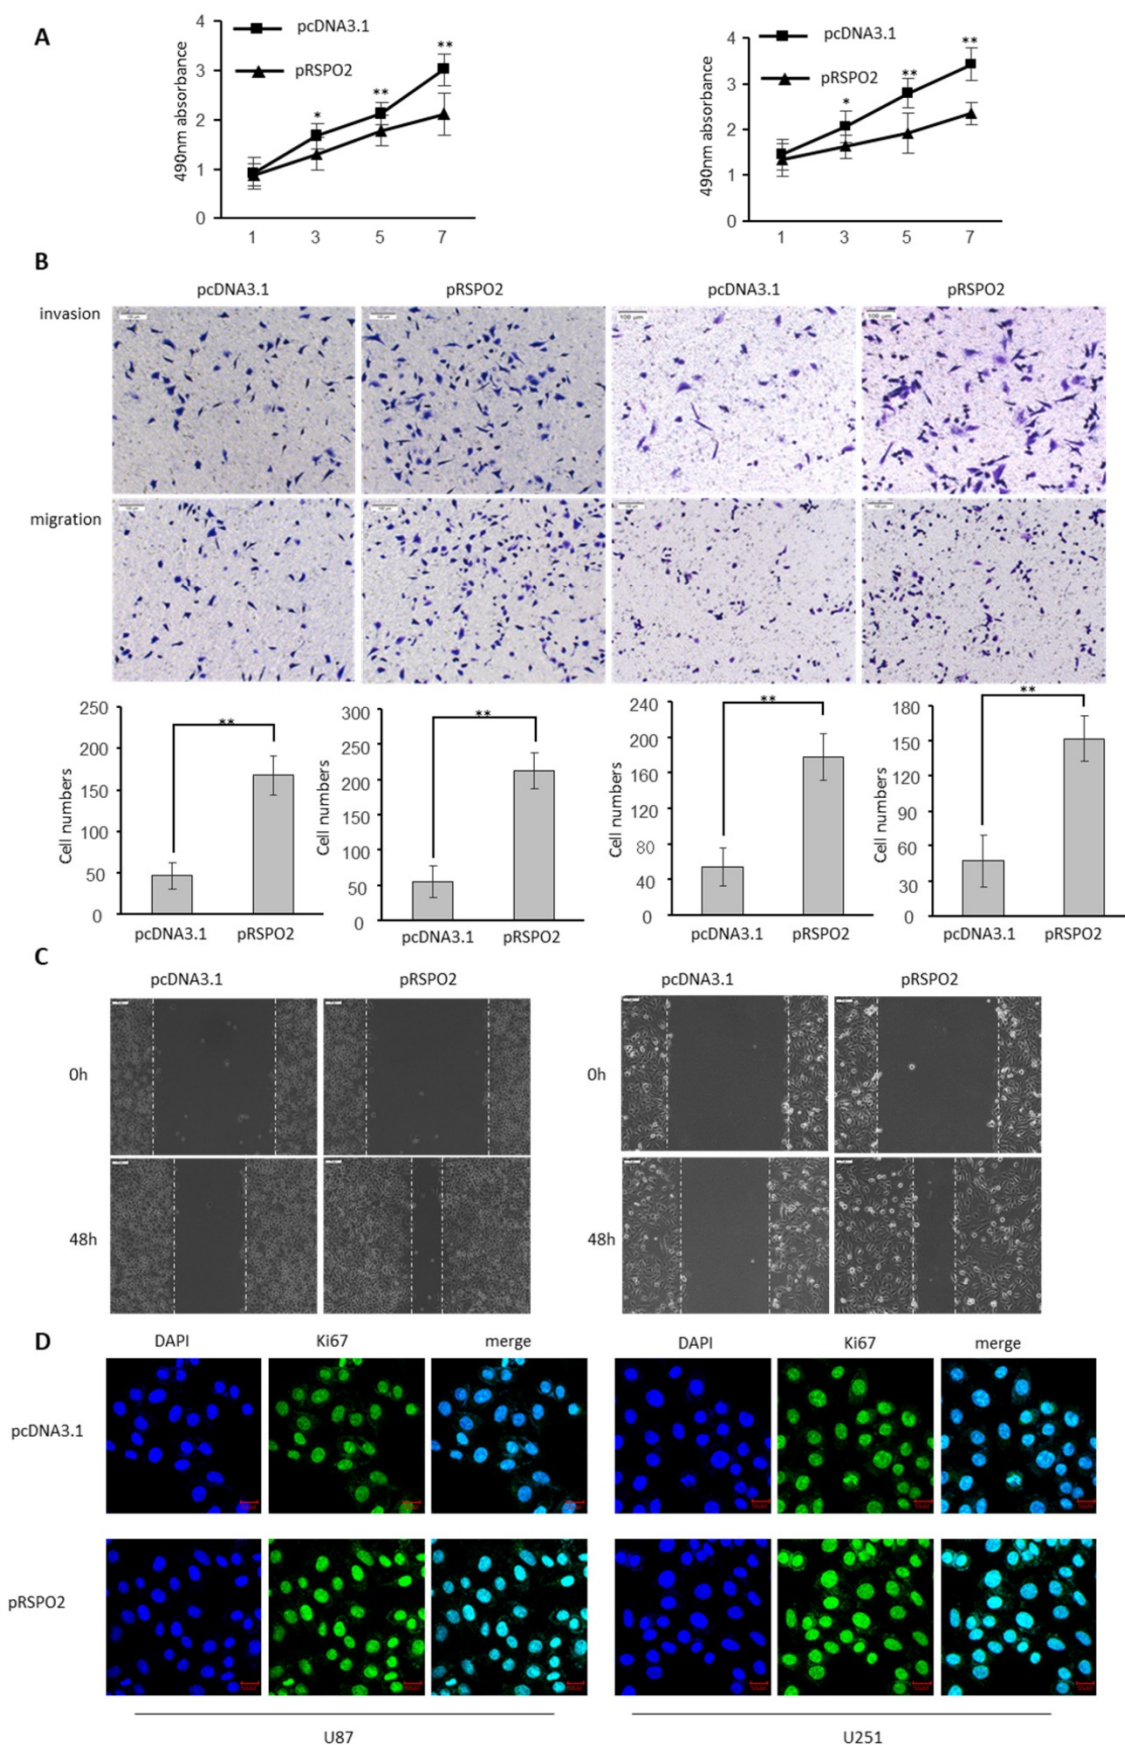 A
4
3
2
1
0
490nm absorbance
pcDNA3.1
pRSPO2
*
**
**
1 3 5 7
4
3
2
1
0
490nm absorbance
pcDNA3.1
pRSPO2
*
**
**
1 3 5 7
B
pcDNA3.1 pRSPO2 pcDNA3.1 pRSPO2
invasion
100 μm 100 μm
migration
250
200
150
100
50
0
Cell numbers
**
pcDNA3.1 pRSPO2
300
250
200
150
100
50
0
Cell numbers
**
pcDNA3.1 pRSPO2
240
200
160
120
80
40
0
Cell numbers
**
pcDNA3.1 pRSPO2
180
150
120
90
60
30
0
Cell numbers
**
pcDNA3.1 pRSPO2
C
pcDNA3.1 pRSPO2 pcDNA3.1 pRSPO2
0h 0h
48h 48h
D
DAPI Ki67 merge DAPI Ki67 merge
pcDNA3.1
pRSPO2
U87 U251